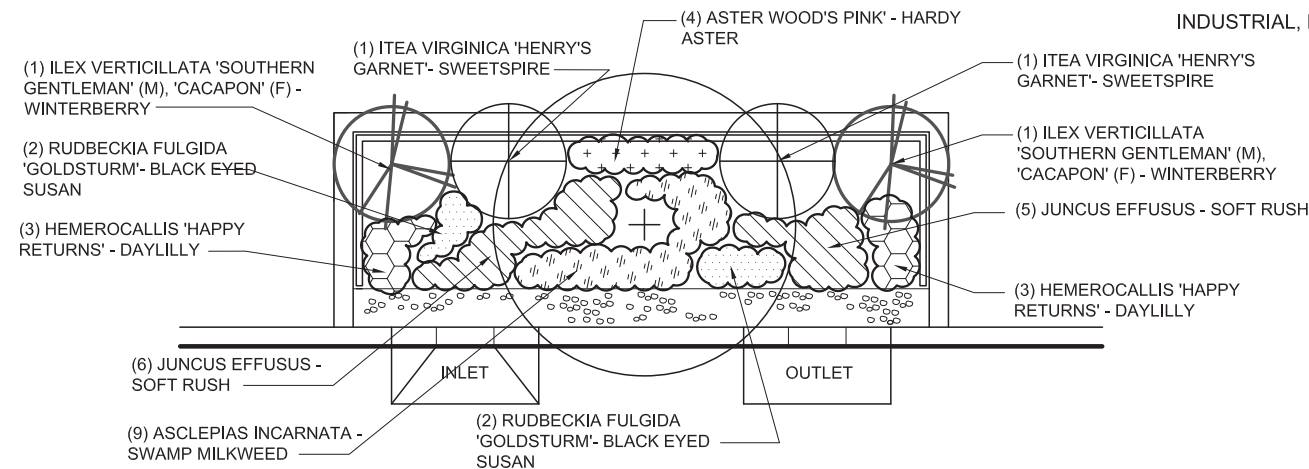 (4) ASTER WOOD'S PINK' - HARDY
ASTER
INDUSTRIAL,
(1) ITEA VIRGINICA 'HENRY'S
GARNET'- SWEETSPIRE
(1) ITEA VIRGINICA 'HENRY'S
GARNET'- SWEETSPIRE
(1) ILEX VERTICILLATA 'SOUTHERN
GENTLEMAN' (M), 'CACAPON' (F) -
WINTERBERRY
(1) ILEX VERTICILLATA
'SOUTHERN GENTLEMAN' (M),
'CACAPON' (F) - WINTERBERRY
(2) RUDBECKIA FULGIDA
'GOLDSTURM'- BLACK EYED
SUSAN
(5) JUNCUS EFFUSUS - SOFT RUSH
(3) HEMEROCALLIS 'HAPPY
RETURNS' - DAYLILLY
(3) HEMEROCALLIS 'HAPPY
RETURNS' - DAYLILLY
(6) JUNCUS EFFUSUS -
SOFT RUSH
INLET
OUTLET
(9) ASCLEPIAS INCARNATA -
SWAMP MILKWEED
(2) RUDBECKIA FULGIDA
'GOLDSTURM'- BLACK EYED
SUSAN